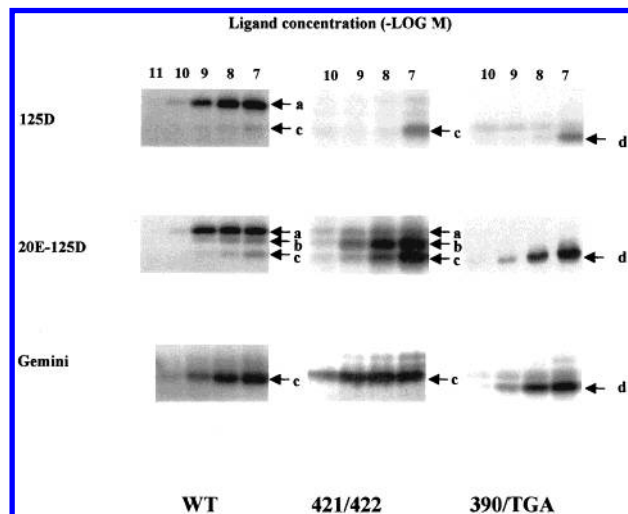 Ligand concentration (-LOG M)
11 10 9 8 7 10 9 8 7 10 9 8 7
125D a c c d
20E-125D a b c a b c d
Gemini c c d
WT 421/422 390/TGA